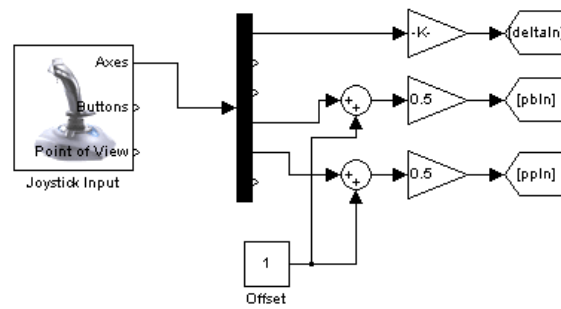 Axes
Buttons
Point of View
Joystick Input
-K-
[deltaIn]
+
+
0.5
[pbIn]
+
+
0.5
[ppIn]
1
Offset